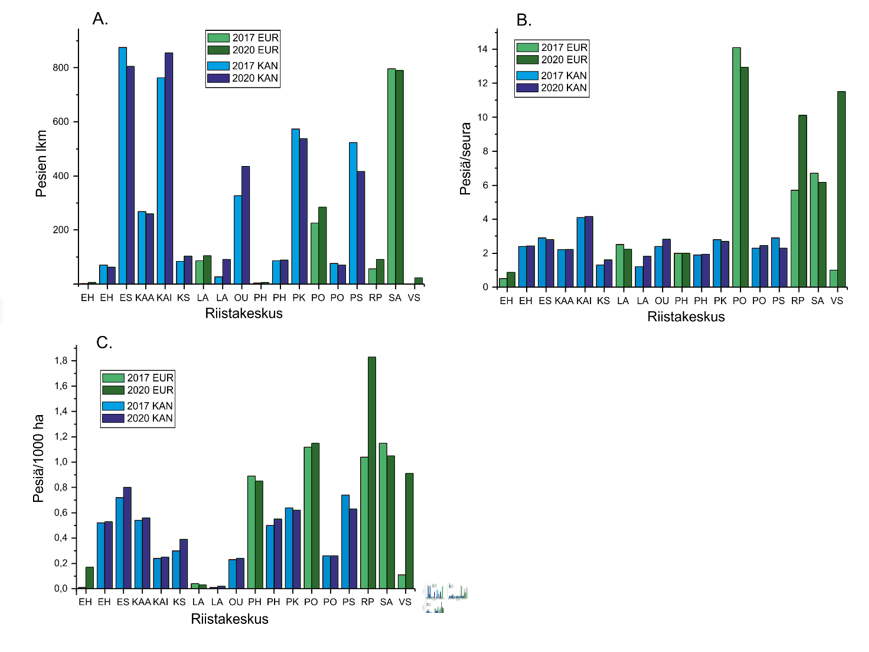 A.
2017 EUR
2020 EUR
2017 KAN
2020 KAN
Pesien lkm
800
600
400
200
EH EH ES KAA KAI KS LA LA OU PH PH PK PO PO PS RP SA VS
Riistakeskus
B.
2017 EUR
2020 EUR
2017 KAN
2020 KAN
Pesiä/seura
14
12
10
8
6
4
2
0
EH EH ES KAA KAI KS LA LA OU PH PH PK PO PO PS RP SA VS
Riistakeskus
C.
2017 EUR
2020 EUR
2017 KAN
2020 KAN
Pesiä/1000 ha
1,8
1,6
1,4
1,2
1,0
0,8
0,6
0,4
0,2
0,0
EH EH ES KAA KAI KS LA LA OU PH PH PK PO PO PS RP SA VS
Riistakeskus